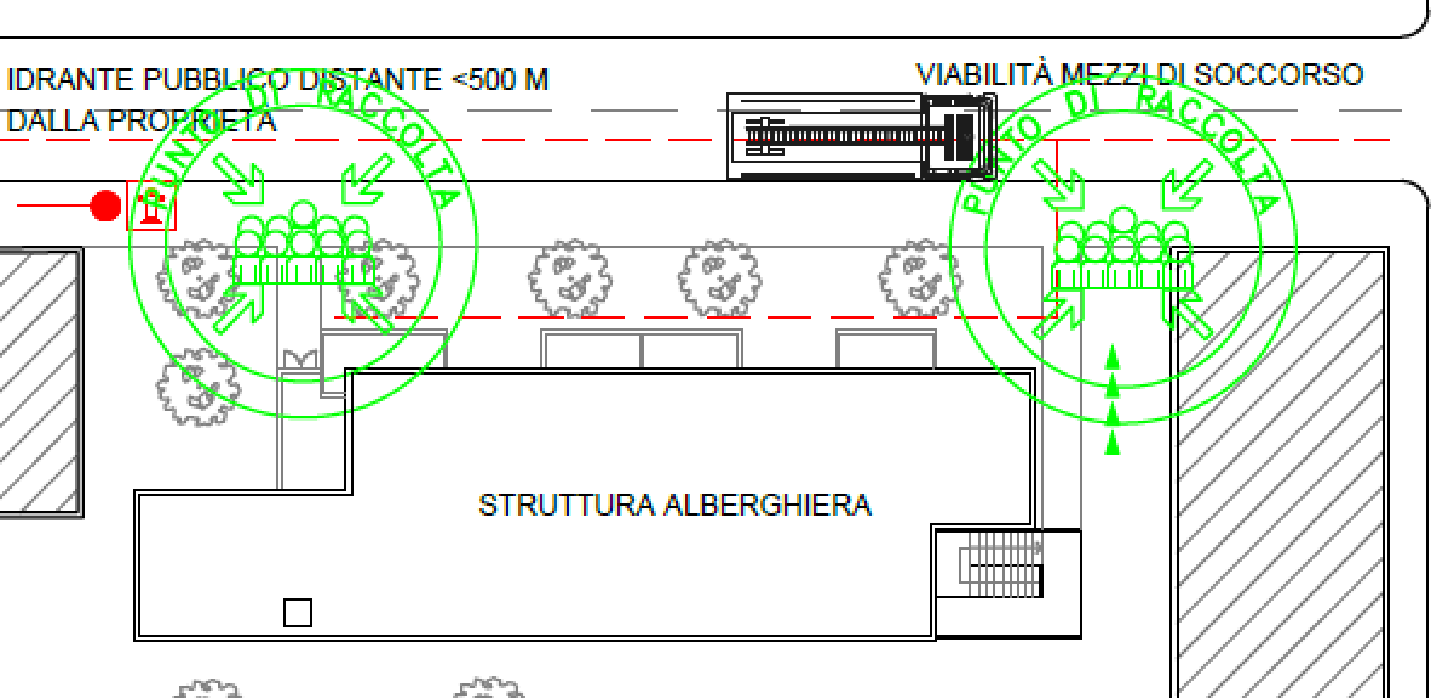 IDRANTE PUBBLICO DISTANTE <500 M
DALLA PROPRIETÀ
VIABILITÀ MEZZI DI SOCCORSO
PUNTO DI RACCOLTA
PUNTO DI RACCOLTA
STRUTTURA ALBERGHIERA